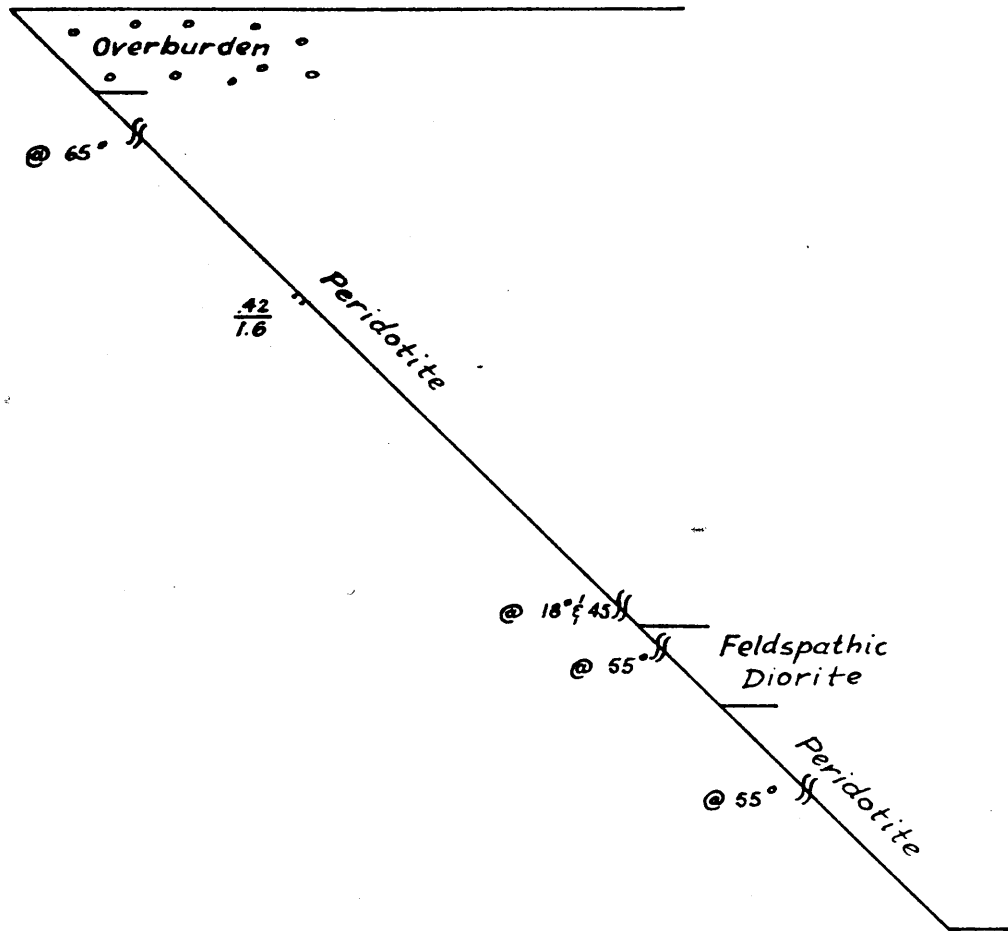 Overburden
@ 65°
Peridotite
.42
1.6
@ 18° & 45
@ 55°
Feldspathic
Diorite
Peridotite
@ 55°